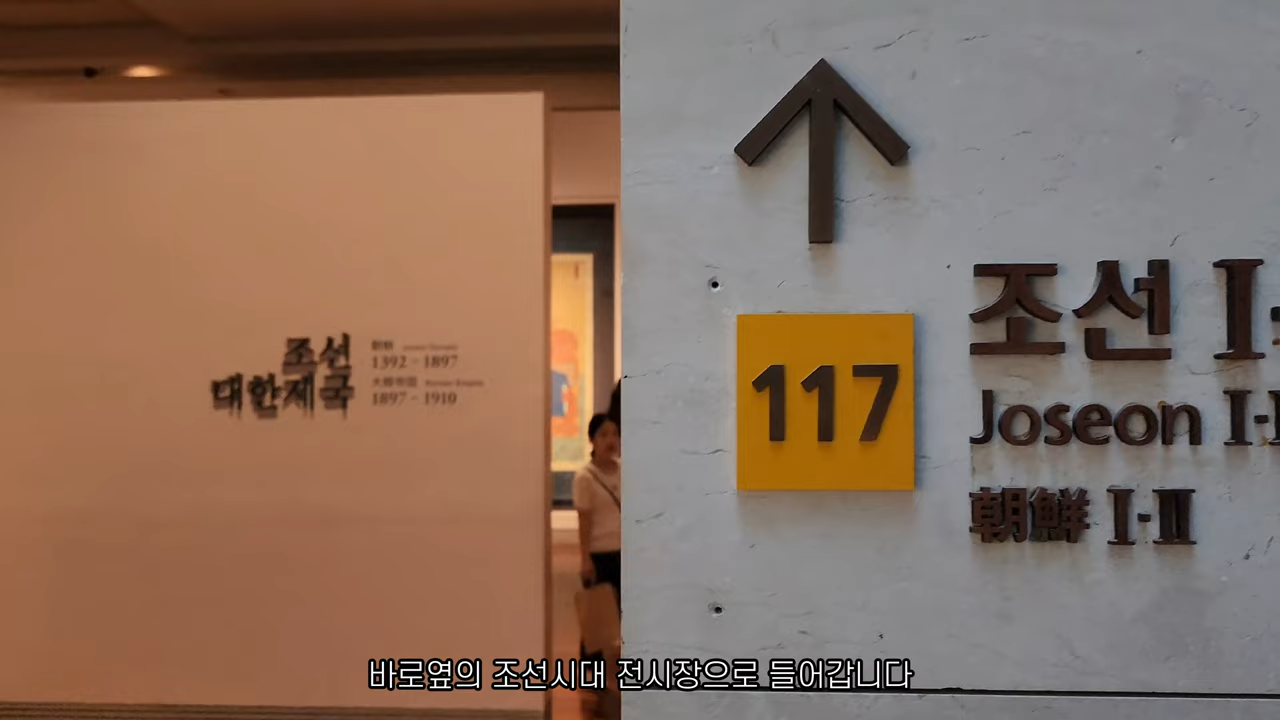 조선
대한제국
1392 - 1897
大韓帝國
1897 - 1910
117
조선 I-
Joseon I-I
朝鮮 I-II
바로옆의 조선시대 전시장으로 들어갑니다